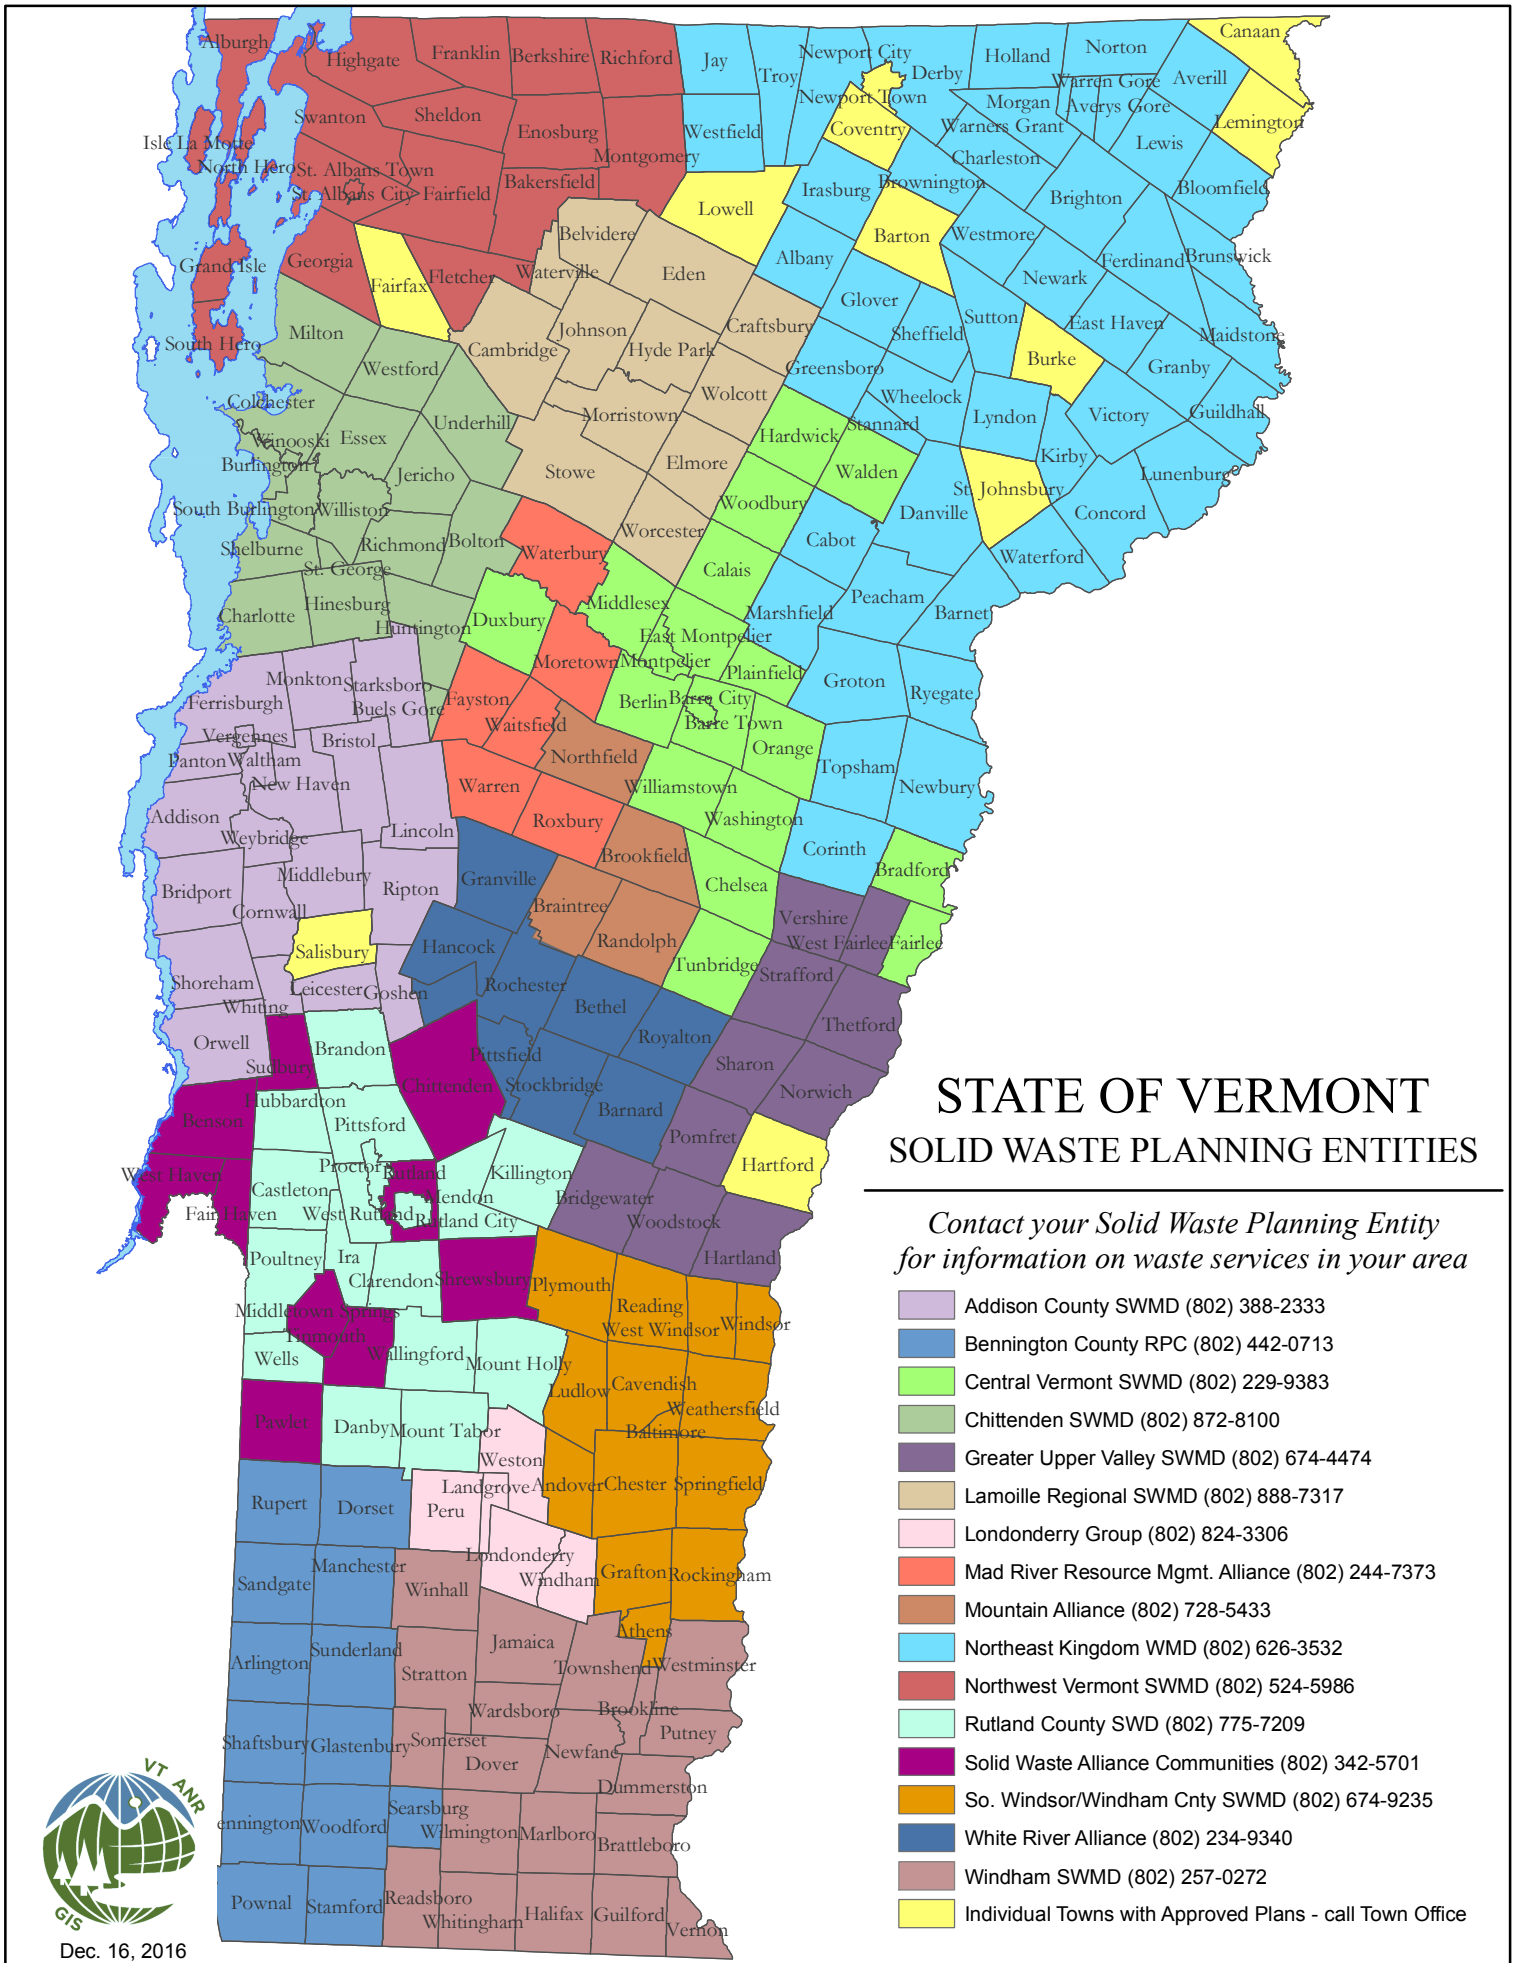 Alburgh
Highgate
Franklin
Berkshire
Richford
Jay
Troy
Newport City
Derby
Holland
Norton
Canaan
Warren Gore
Averill
Newport Town
Morgan
Averys Gore
Swanton
Sheldon
Enosburg
Westfield
Coventry
Warners Grant
Lemington
Isle La Motte
Montgomery
Lewis
North Hero
St. Albans Town
Charleston
St. Albans City
Fairfield
Bakersfield
Irasburg
Brownington
Brighton
Bloomfield
Lowell
Belvidere
Barton
Westmore
Grand Isle
Georgia
Fairfax
Fletcher
Waterville
Eden
Albany
Newark
Ferdinand
Brunswick
Glover
Milton
Johnson
Craftsbury
Sheffield
Sutton
East Haven
Maidstone
South Hero
Cambridge
Hyde Park
Westford
Greensboro
Burke
Granby
Colchester
Wolcott
Wheelock
Underhill
Morristown
Stannard
Lyndon
Victory
Guildhall
Winooski
Essex
Hardwick
Burlington
Jericho
Stowe
Elmore
Walden
Kirby
Lunenburg
South Burlington
Williston
Woodbury
St. Johnsbury
Danville
Concord
Shelburne
Richmond
Bolton
Waterbury
Worcester
Cabot
Waterford
St. George
Calais
Charlotte
Hinesburg
Huntington
Duxbury
Middlesex
Marshfield
Peacham
Barnet
East Montpelier
Moretown
Montpelier
Plainfield
Groton
Ryegate
Monkton
Starksboro
Ferrisburgh
Buels Gore
Fayston
Berlin
Barre City
Waitsfield
Barre Town
Vergennes
Bristol
Northfield
Orange
Panton
Waltham
Topsham
New Haven
Warren
Williamstown
Newbury
Addison
Weybridge
Lincoln
Roxbury
Washington
Corinth
Brookfield
Bradford
Middlebury
Ripton
Granville
Chelsea
Bridport
Cornwall
Braintree
Vershire
Salisbury
Hancock
Randolph
West Fairlee
Fairlee
Tunbridge
Strafford
Shoreham
Leicester
Goshen
Rochester
Whiting
Bethel
Thetford
Orwell
Brandon
Royalton
Sudbury
Pittsfield
Sharon
Chittenden
Stockbridge
Norwich
Hubbardton
Barnard
Benson
Pittsford
Pomfret
Hartford
West Haven
Proctor
Rutland
Killington
Castleton
Mendon
Bridgewater
Fair Haven
West Rutland
Rutland City
Woodstock
Poultney
Ira
Hartland
Clarendon
Shrewsbury
Plymouth
Middletown Springs
Reading
Tinmouth
West Windsor
Windsor
Wells
Wallingford
Mount Holly
Ludlow
Cavendish
Weathersfield
Pawlet
Danby
Mount Tabor
Baltimore
Weston
Rupert
Dorset
Landgrove
Andover
Chester
Springfield
Peru
Londonderry
Sandgate
Manchester
Winhall
Windham
Grafton
Rockingham
Athens
Arlington
Sunderland
Jamaica
Stratton
Townshend
Westminster
Wardsboro
Brookline
Shaftsbury
Glastenbury
Somerset
Newfane
Putney
Dover
Dummerston
ennington
Woodford
Searsburg
Wilmington
Marlboro
Brattleboro
Pownal
Stamford
Readsboro
Whitingham
Halifax
Guilford
Vernon
STATE OF VERMONT
SOLID WASTE PLANNING ENTITIES
Contact your Solid Waste Planning Entity
for information on waste services in your area
Addison County SWMD (802) 388-2333
Bennington County RPC (802) 442-0713
Central Vermont SWMD (802) 229-9383
Chittenden SWMD (802) 872-8100
Greater Upper Valley SWMD (802) 674-4474
Lamoille Regional SWMD (802) 888-7317
Londonderry Group (802) 824-3306
Mad River Resource Mgmt. Alliance (802) 244-7373
Mountain Alliance (802) 728-5433
Northeast Kingdom WMD (802) 626-3532
Northwest Vermont SWMD (802) 524-5986
Rutland County SWD (802) 775-7209
Solid Waste Alliance Communities (802) 342-5701
So. Windsor/Windham Cnty SWMD (802) 674-9235
White River Alliance (802) 234-9340
Windham SWMD (802) 257-0272
Individual Towns with Approved Plans - call Town Office
VT ANR
GIS
Dec. 16, 2016